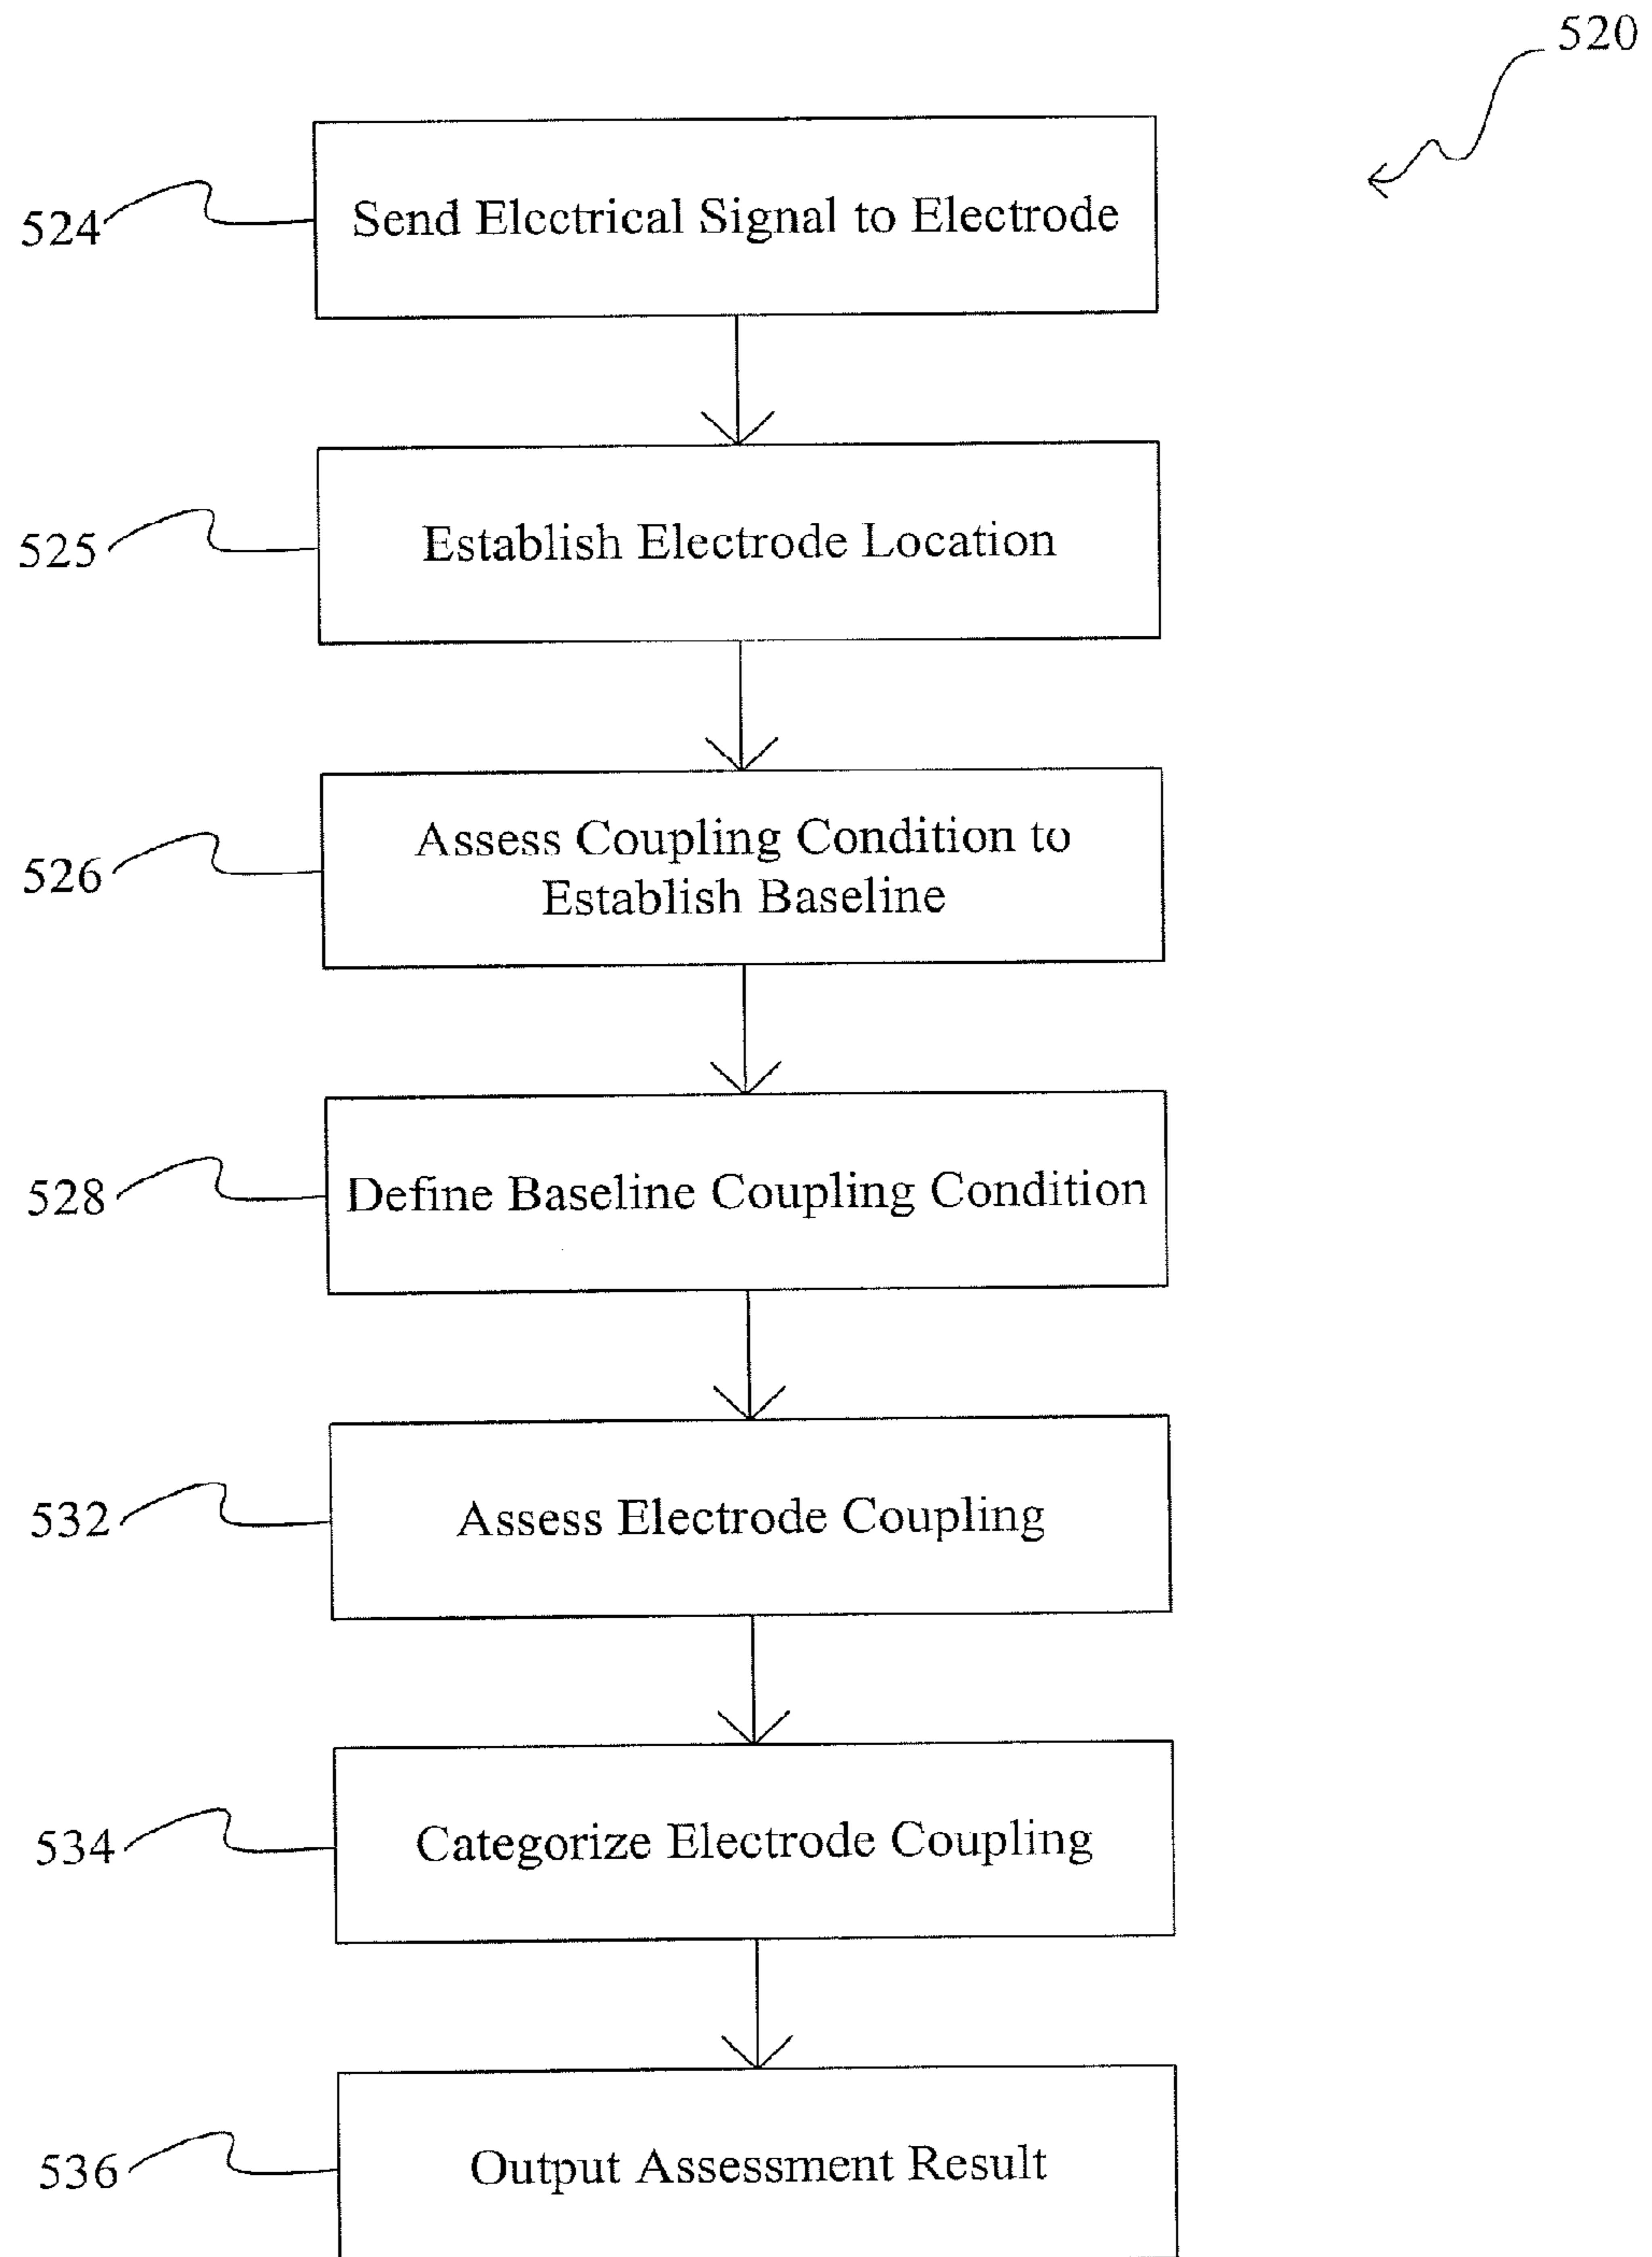 520
524
Send Electrical Signal to Electrode
525
Establish Electrode Location
526
Assess Coupling Condition to
Establish Baseline
528
Define Baseline Coupling Condition
532
Assess Electrode Coupling
534
Categorize Electrode Coupling
536
Output Assessment Result